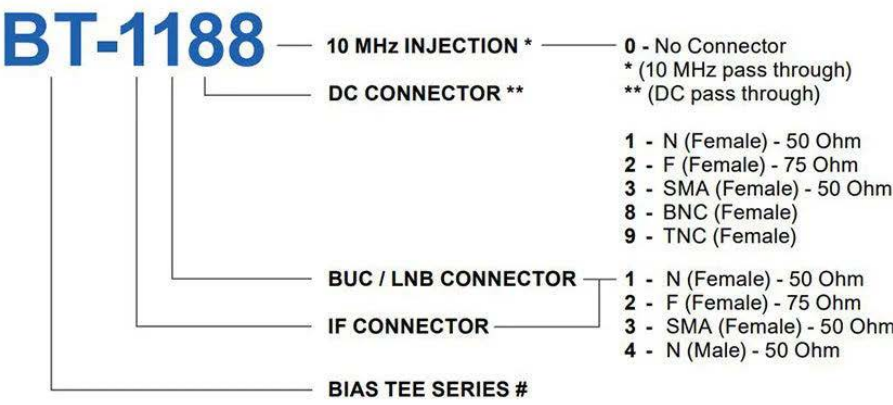 BT-1188
10 MHz INJECTION *
0 - No Connector
* (10 MHz pass through)
DC CONNECTOR **
** (DC pass through)
1 - N (Female) - 50 Ohm
2 - F (Female) - 75 Ohm
3 - SMA (Female) - 50 Ohm
8 - BNC (Female)
9 - TNC (Female)
BUC / LNB CONNECTOR
1 - N (Female) - 50 Ohm
2 - F (Female) - 75 Ohm
IF CONNECTOR
3 - SMA (Female) - 50 Ohm
4 - N (Male) - 50 Ohm
BIAS TEE SERIES #